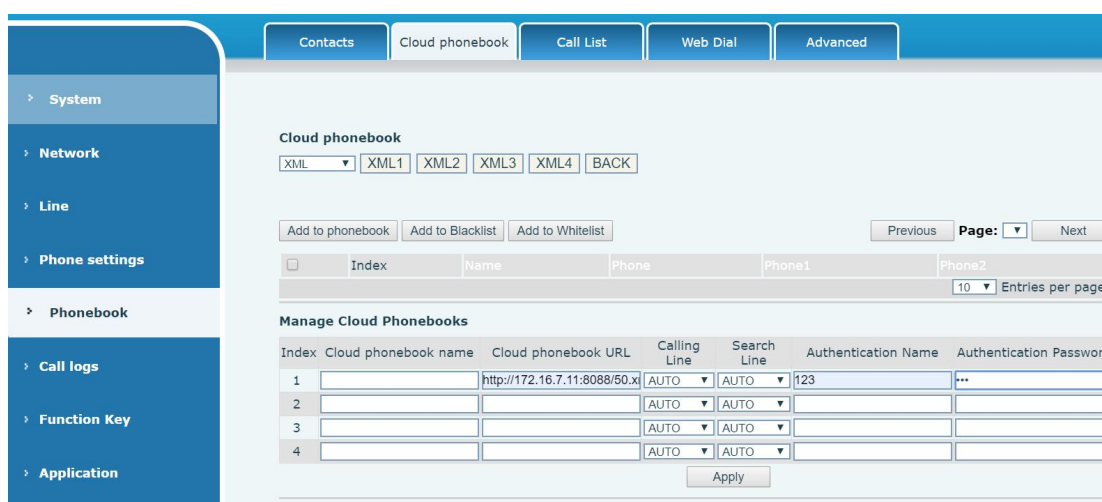 Contacts Cloud phonebook Call List Web Dial Advanced
System
Network
Line
Phone settings
Phonebook
Call logs
Function Key
Application
Cloud phonebook
XML XML1 XML2 XML3 XML4 BACK
Add to phonebook Add to Blacklist Add to Whitelist Previous Page: Next
Index Name Phone Phone1 Phone2
10 Entries per page
Manage Cloud Phonebooks
Index Cloud phonebook name Cloud phonebook URL Calling Line Search Line Authentication Name Authentication Passwor
1 http://172.16.7.11:8088/50.x AUTO AUTO 123 •••
2 AUTO AUTO
3 AUTO AUTO
4 AUTO AUTO
Apply